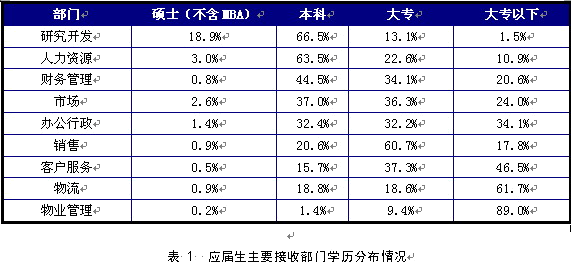 部门 硕士（不含MBA） 本科 大专 大专以下
研究开发 18.9% 66.5% 13.1% 1.5%
人力资源 3.0% 63.5% 22.6% 10.9%
财务管理 0.8% 44.5% 34.1% 20.6%
市场 2.6% 37.0% 36.3% 24.0%
办公行政 1.4% 32.4% 32.2% 34.1%
销售 0.9% 20.6% 60.7% 17.8%
客户服务 0.5% 15.7% 37.3% 46.5%
物流 0.9% 18.8% 18.6% 61.7%
物业管理 0.2% 1.4% 9.4% 89.0%
表 1 应届生主要接收部门学历分布情况